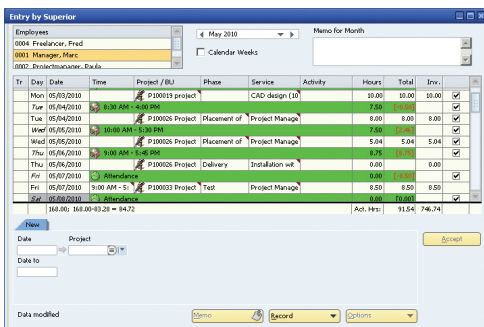 Entry by Superior
Employees
0004 Freelancer, Fred
0001 Manager, Marc
0002 Projectmanager, Paula
May 2010
Calendar Weeks
Memo for Month
Tr Day Date Time Project / BU Phase Service Activity Hours Total Inv.
Mon 05/03/2010 P100019 project CAD design (10 10.00 10.00 10.00
Tue 05/04/2010 8:30 AM - 4:00 PM 7.50
Tue 05/04/2010 P100026 Project Placement of Project Manage 8.00 8.00 8.00
Wed 05/05/2010 10:00 AM - 5:30 PM 7.50
Wed 05/05/2010 P100026 Project Placement of Project Manage 5.04 5.04 5.04
Thu 05/06/2010 9:00 AM - 5:45 PM 8.75
Thu 05/06/2010 P100026 Project Delivery Installation wit 0.00 0.00
Fri 05/07/2010 Attendance 0.00
Fri 05/07/2010 9:00 AM - 5: P100033 Project Test Project Manage 8.50 8.50 8.50
Sat 05/08/2010 Attendance 0.00 [0.00]
168.00; 168.00-83.28 = 84.72 Act. Hrs: 91.54 746.74
New
Date Project
Date to
Accept
Data modified
Memo
Record
Options